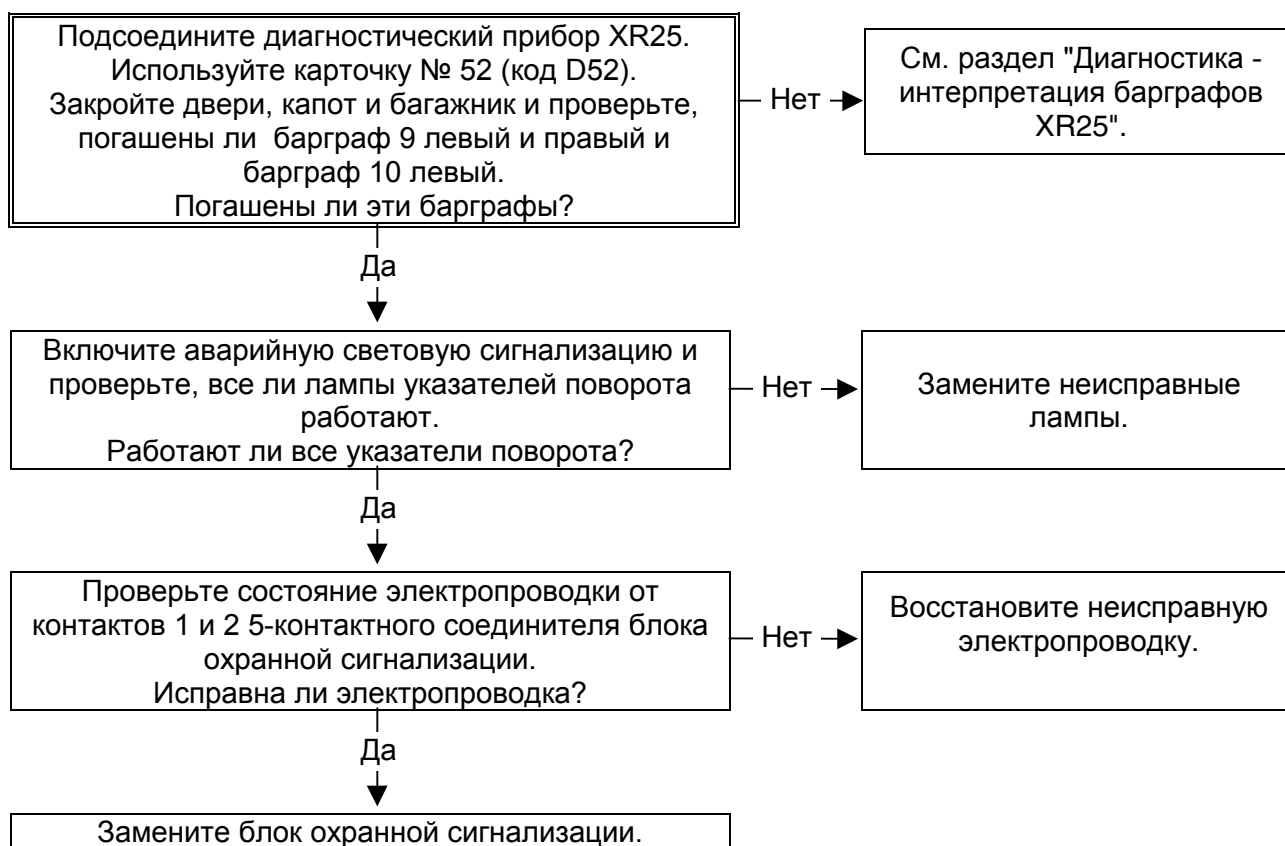 Подсоедините диагностический прибор XR25.
Используйте карточку № 52 (код D52).
Закройте двери, капот и багажник и проверьте,
погашены ли барграф 9 левый и правый и
барграф 10 левый.
Погашены ли эти барграфы?
Нет
См. раздел "Диагностика -
интерпретация барграфов
XR25".
Да
Включите аварийную световую сигнализацию и
проверьте, все ли лампы указателей поворота
работают.
Работают ли все указатели поворота?
Нет
Замените неисправные
лампы.
Да
Проверьте состояние электропроводки от
контактов 1 и 2 5-контактного соединителя блока
охранной сигнализации.
Исправна ли электропроводка?
Нет
Восстановите неисправную
электропроводку.
Да
Замените блок охранной сигнализации.